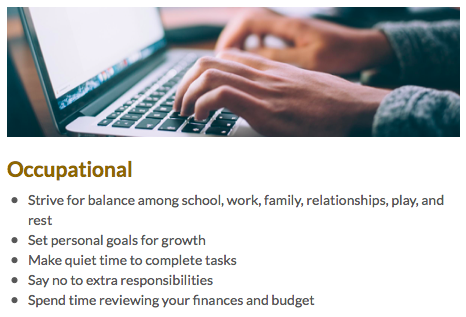 Occupational
• Strive for balance among school, work, family, relationships, play, and
rest
• Set personal goals for growth
• Make quiet time to complete tasks
• Say no to extra responsibilities
• Spend time reviewing your finances and budget